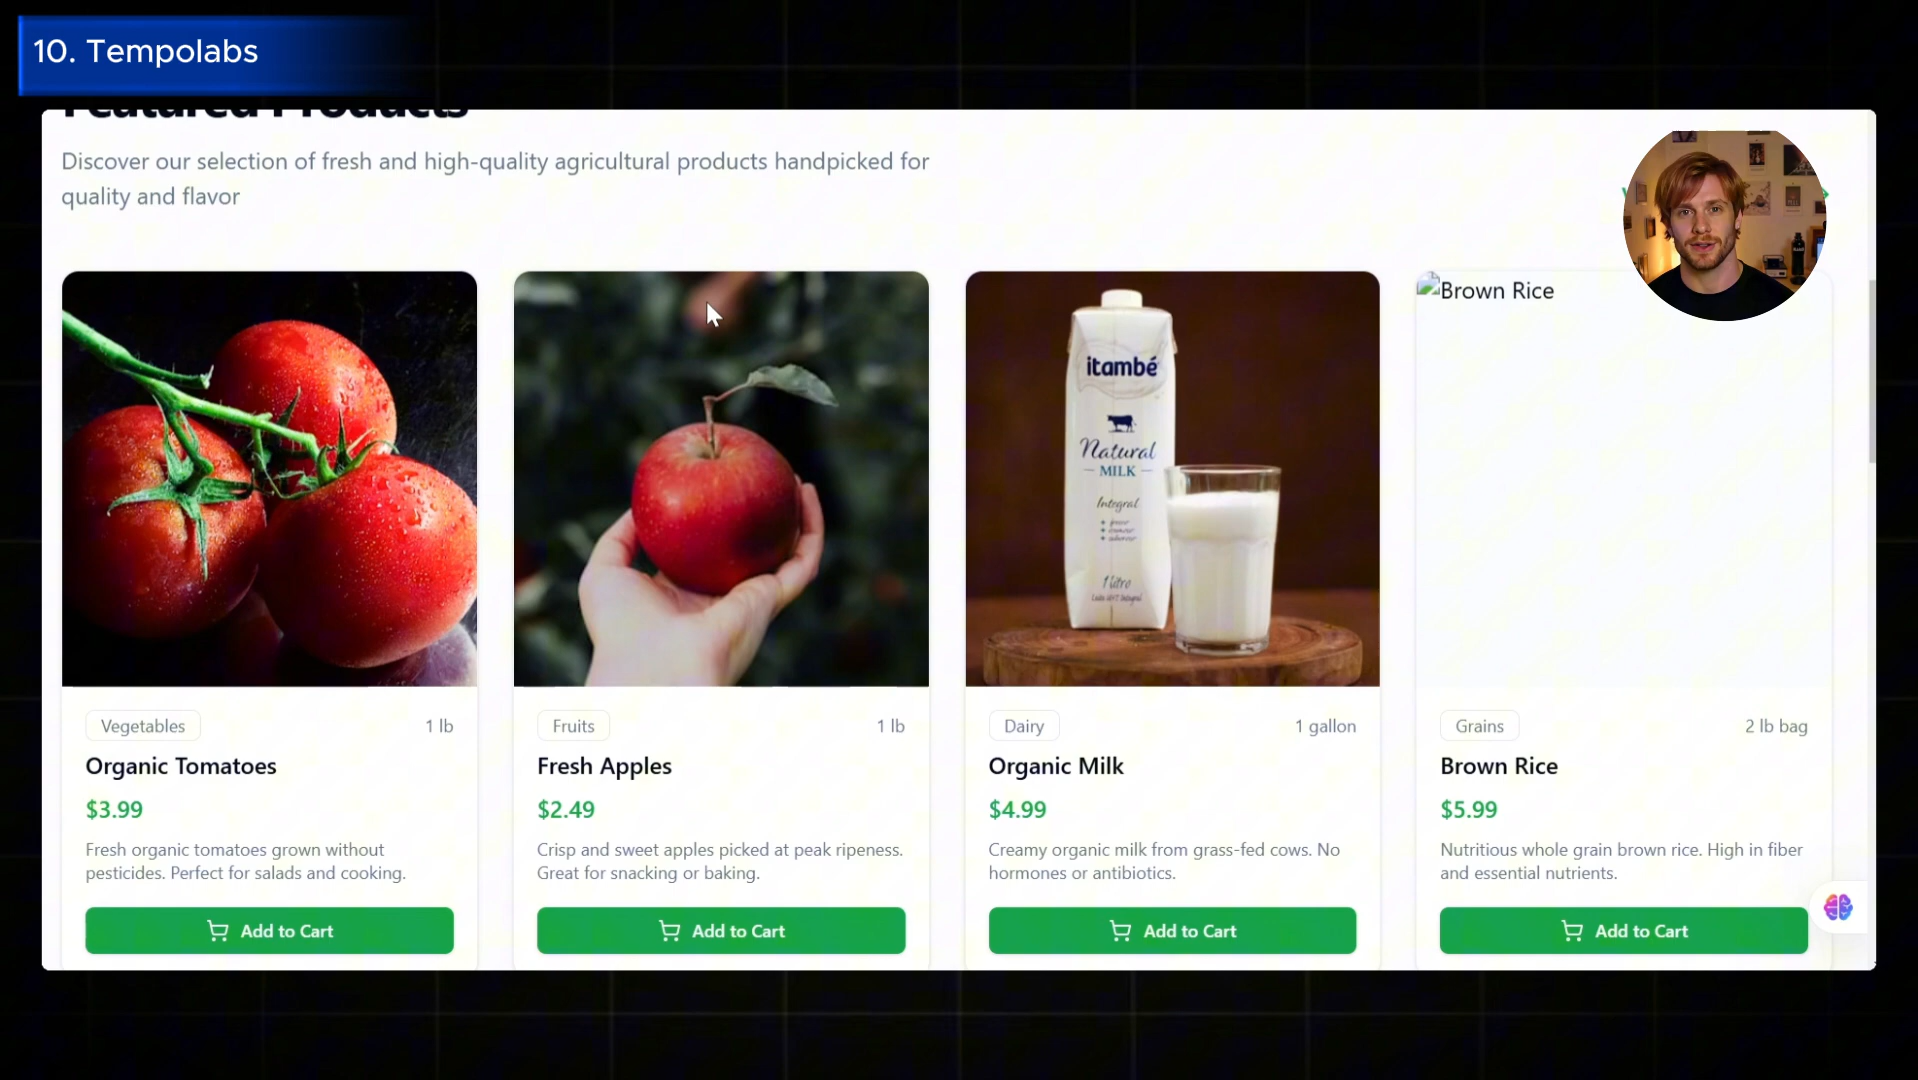 10. Tempolabs
Featured Products
Discover our selection of fresh and high-quality agricultural products handpicked for
quality and flavor
itambé
Natural
MILK
Integral
1 litro
Brown Rice
Vegetables 1 lb
Organic Tomatoes
$3.99
Fresh organic tomatoes grown without
pesticides. Perfect for salads and cooking.
Add to Cart
Fruits 1 lb
Fresh Apples
$2.49
Crisp and sweet apples picked at peak ripeness.
Great for snacking or baking.
Add to Cart
Dairy 1 gallon
Organic Milk
$4.99
Creamy organic milk from grass-fed cows. No
hormones or antibiotics.
Add to Cart
Grains 2 lb bag
Brown Rice
$5.99
Nutritious whole grain brown rice. High in fiber
and essential nutrients.
Add to Cart